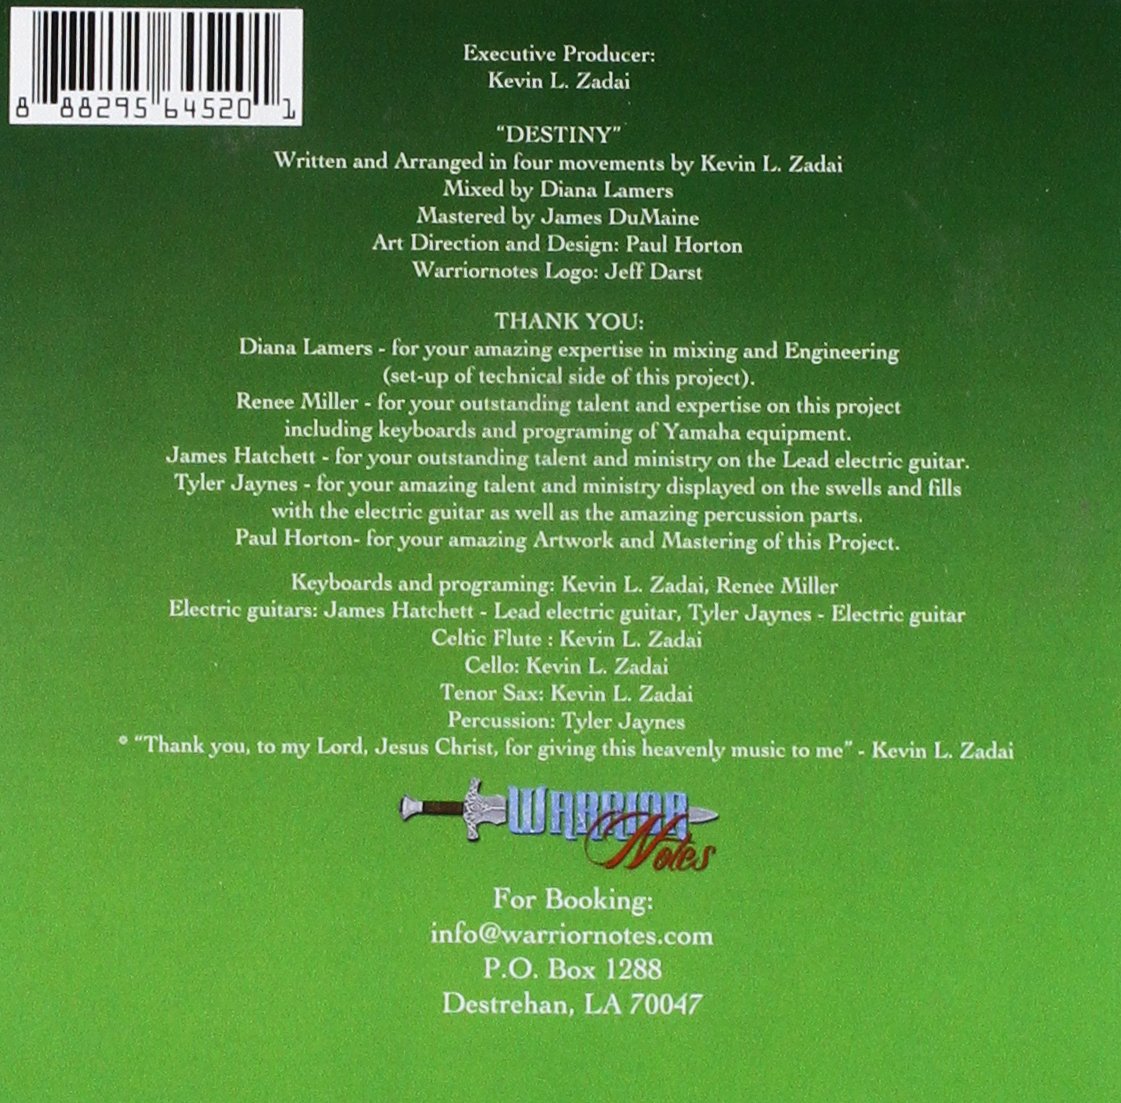 8 88295 64520 1
Executive Producer:
Kevin L. Zadai
"DESTINY"
Written and Arranged in four movements by Kevin L. Zadai
Mixed by Diana Lamers
Mastered by James DuMaine
Art Direction and Design: Paul Horton
Warriornotes Logo: Jeff Darst
THANK YOU:
Diana Lamers - for your amazing expertise in mixing and Engineering
(set-up of technical side of this project).
Renee Miller - for your outstanding talent and expertise on this project
including keyboards and programing of Yamaha equipment.
James Hatchett - for your outstanding talent and ministry on the Lead electric guitar.
Tyler Jaynes - for your amazing talent and ministry displayed on the swells and fills
with the electric guitar as well as the amazing percussion parts.
Paul Horton- for your amazing Artwork and Mastering of this Project.
Keyboards and programing: Kevin L. Zadai, Renee Miller
Electric guitars: James Hatchett - Lead electric guitar, Tyler Jaynes - Electric guitar
Celtic Flute : Kevin L. Zadai
Cello: Kevin L. Zadai
Tenor Sax: Kevin L. Zadai
Percussion: Tyler Jaynes
* "Thank you, to my Lord, Jesus Christ, for giving this heavenly music to me" - Kevin L. Zadai
WARRIOR
Notes
For Booking:
info@warriornotes.com
P.O. Box 1288
Destrehan, LA 70047